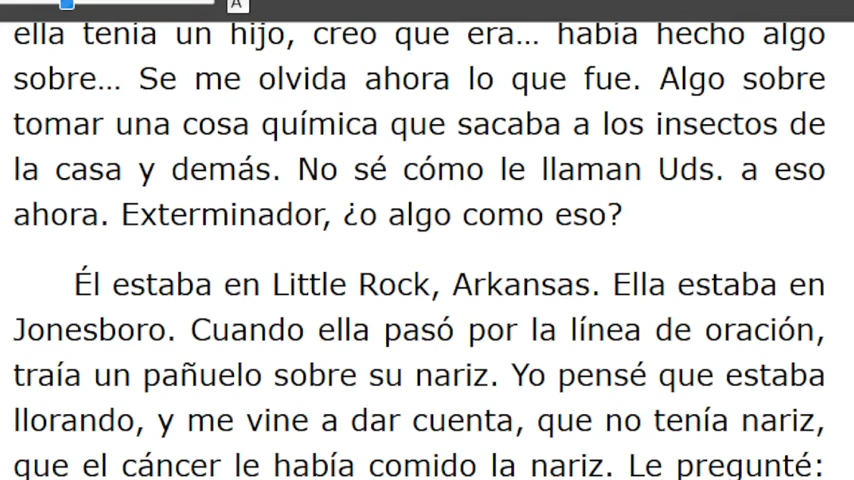 A
ella tenía un hijo, creo que era... había hecho algo
sobre... Se me olvida ahora lo que fue. Algo sobre
tomar una cosa química que sacaba a los insectos de
la casa y demás. No sé cómo le llaman Uds. a eso
ahora. Exterminador, ¿o algo como eso?
Él estaba en Little Rock, Arkansas. Ella estaba en
Jonesboro. Cuando ella pasó por la línea de oración,
traía un pañuelo sobre su nariz. Yo pensé que estaba
llorando, y me vine a dar cuenta, que no tenía nariz,
que el cáncer le había comido la nariz. Le pregunté: